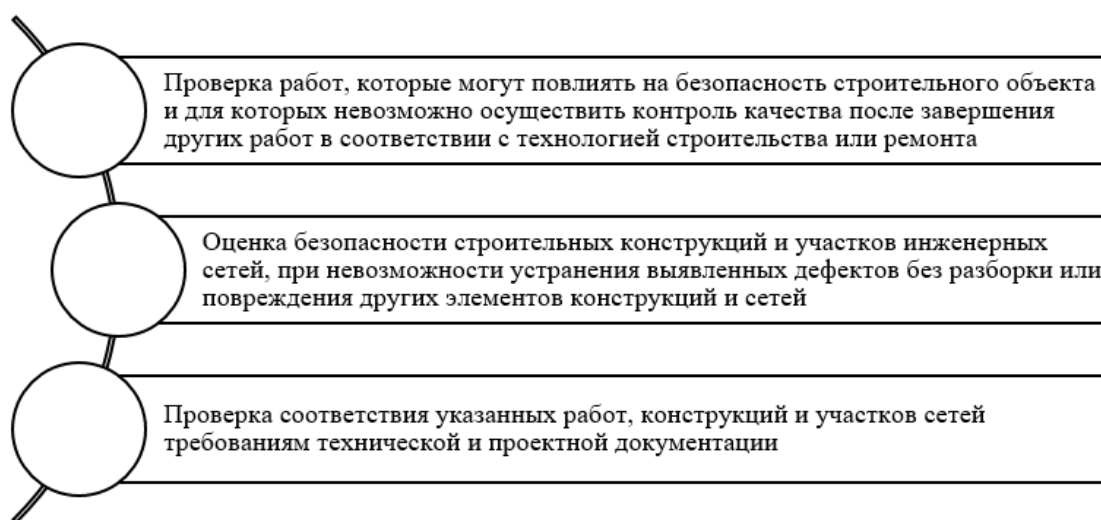 Проверка работ, которые могут повлиять на безопасность строительного объекта
и для которых невозможно осуществить контроль качества после завершения
других работ в соответствии с технологией строительства или ремонта
Оценка безопасности строительных конструкций и участков инженерных
сетей, при невозможности устранения выявленных дефектов без разборки или
повреждения других элементов конструкций и сетей
Проверка соответствия указанных работ, конструкций и участков сетей
требованиям технической и проектной документации